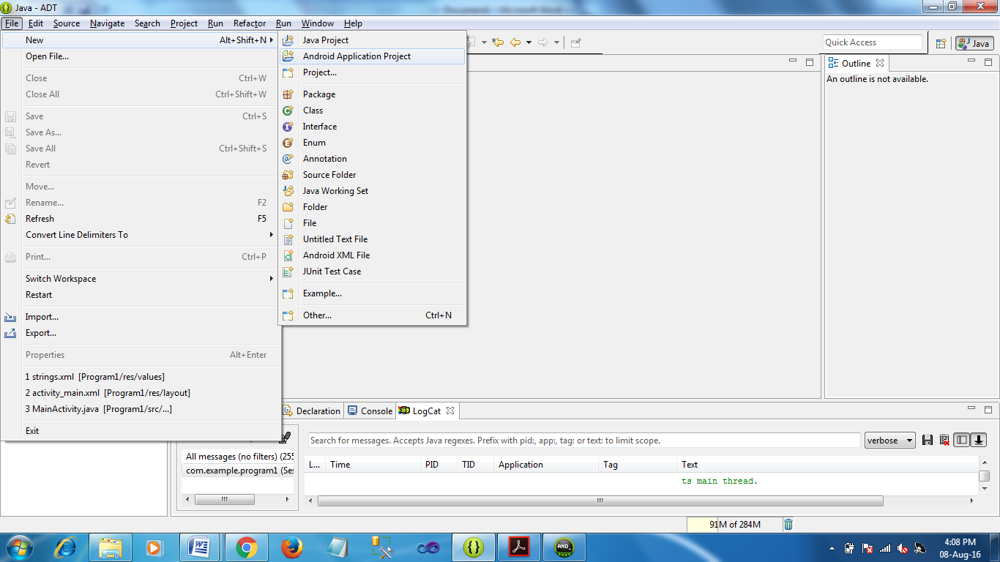 Java - ADT
File Edit Source Navigate Search Project Run Refactor Run Window Help
New Alt+Shift+N
Open File...
Close Ctrl+W
Close All Ctrl+Shift+W
Save Ctrl+S
Save As...
Save All Ctrl+Shift+S
Revert
Move...
Rename... F2
Refresh F5
Convert Line Delimiters To
Print... Ctrl+P
Switch Workspace
Restart
Import...
Export...
Properties Alt+Enter
1 strings.xml [Program1/res/values]
2 activity_main.xml [Program1/res/layout]
3 MainActivity.java [Program1/src/...]
Exit
Java Project
Android Application Project
Project...
Package
Class
Interface
Enum
Annotation
Source Folder
Java Working Set
Folder
File
Untitled Text File
Android XML File
JUnit Test Case
Example...
Other... Ctrl+N
Quick Access
Java
Outline
An outline is not available.
Declaration Console LogCat
Search for messages. Accepts Java regexes. Prefix with pid:, app:, tag: or text: to limit scope.
verbose
All messages (no filters) (255
com.example.program1 (Ses
L... Time PID TID Application Tag Text
ts main thread.
91M of 284M
AND_
4:08 PM
08-Aug-16